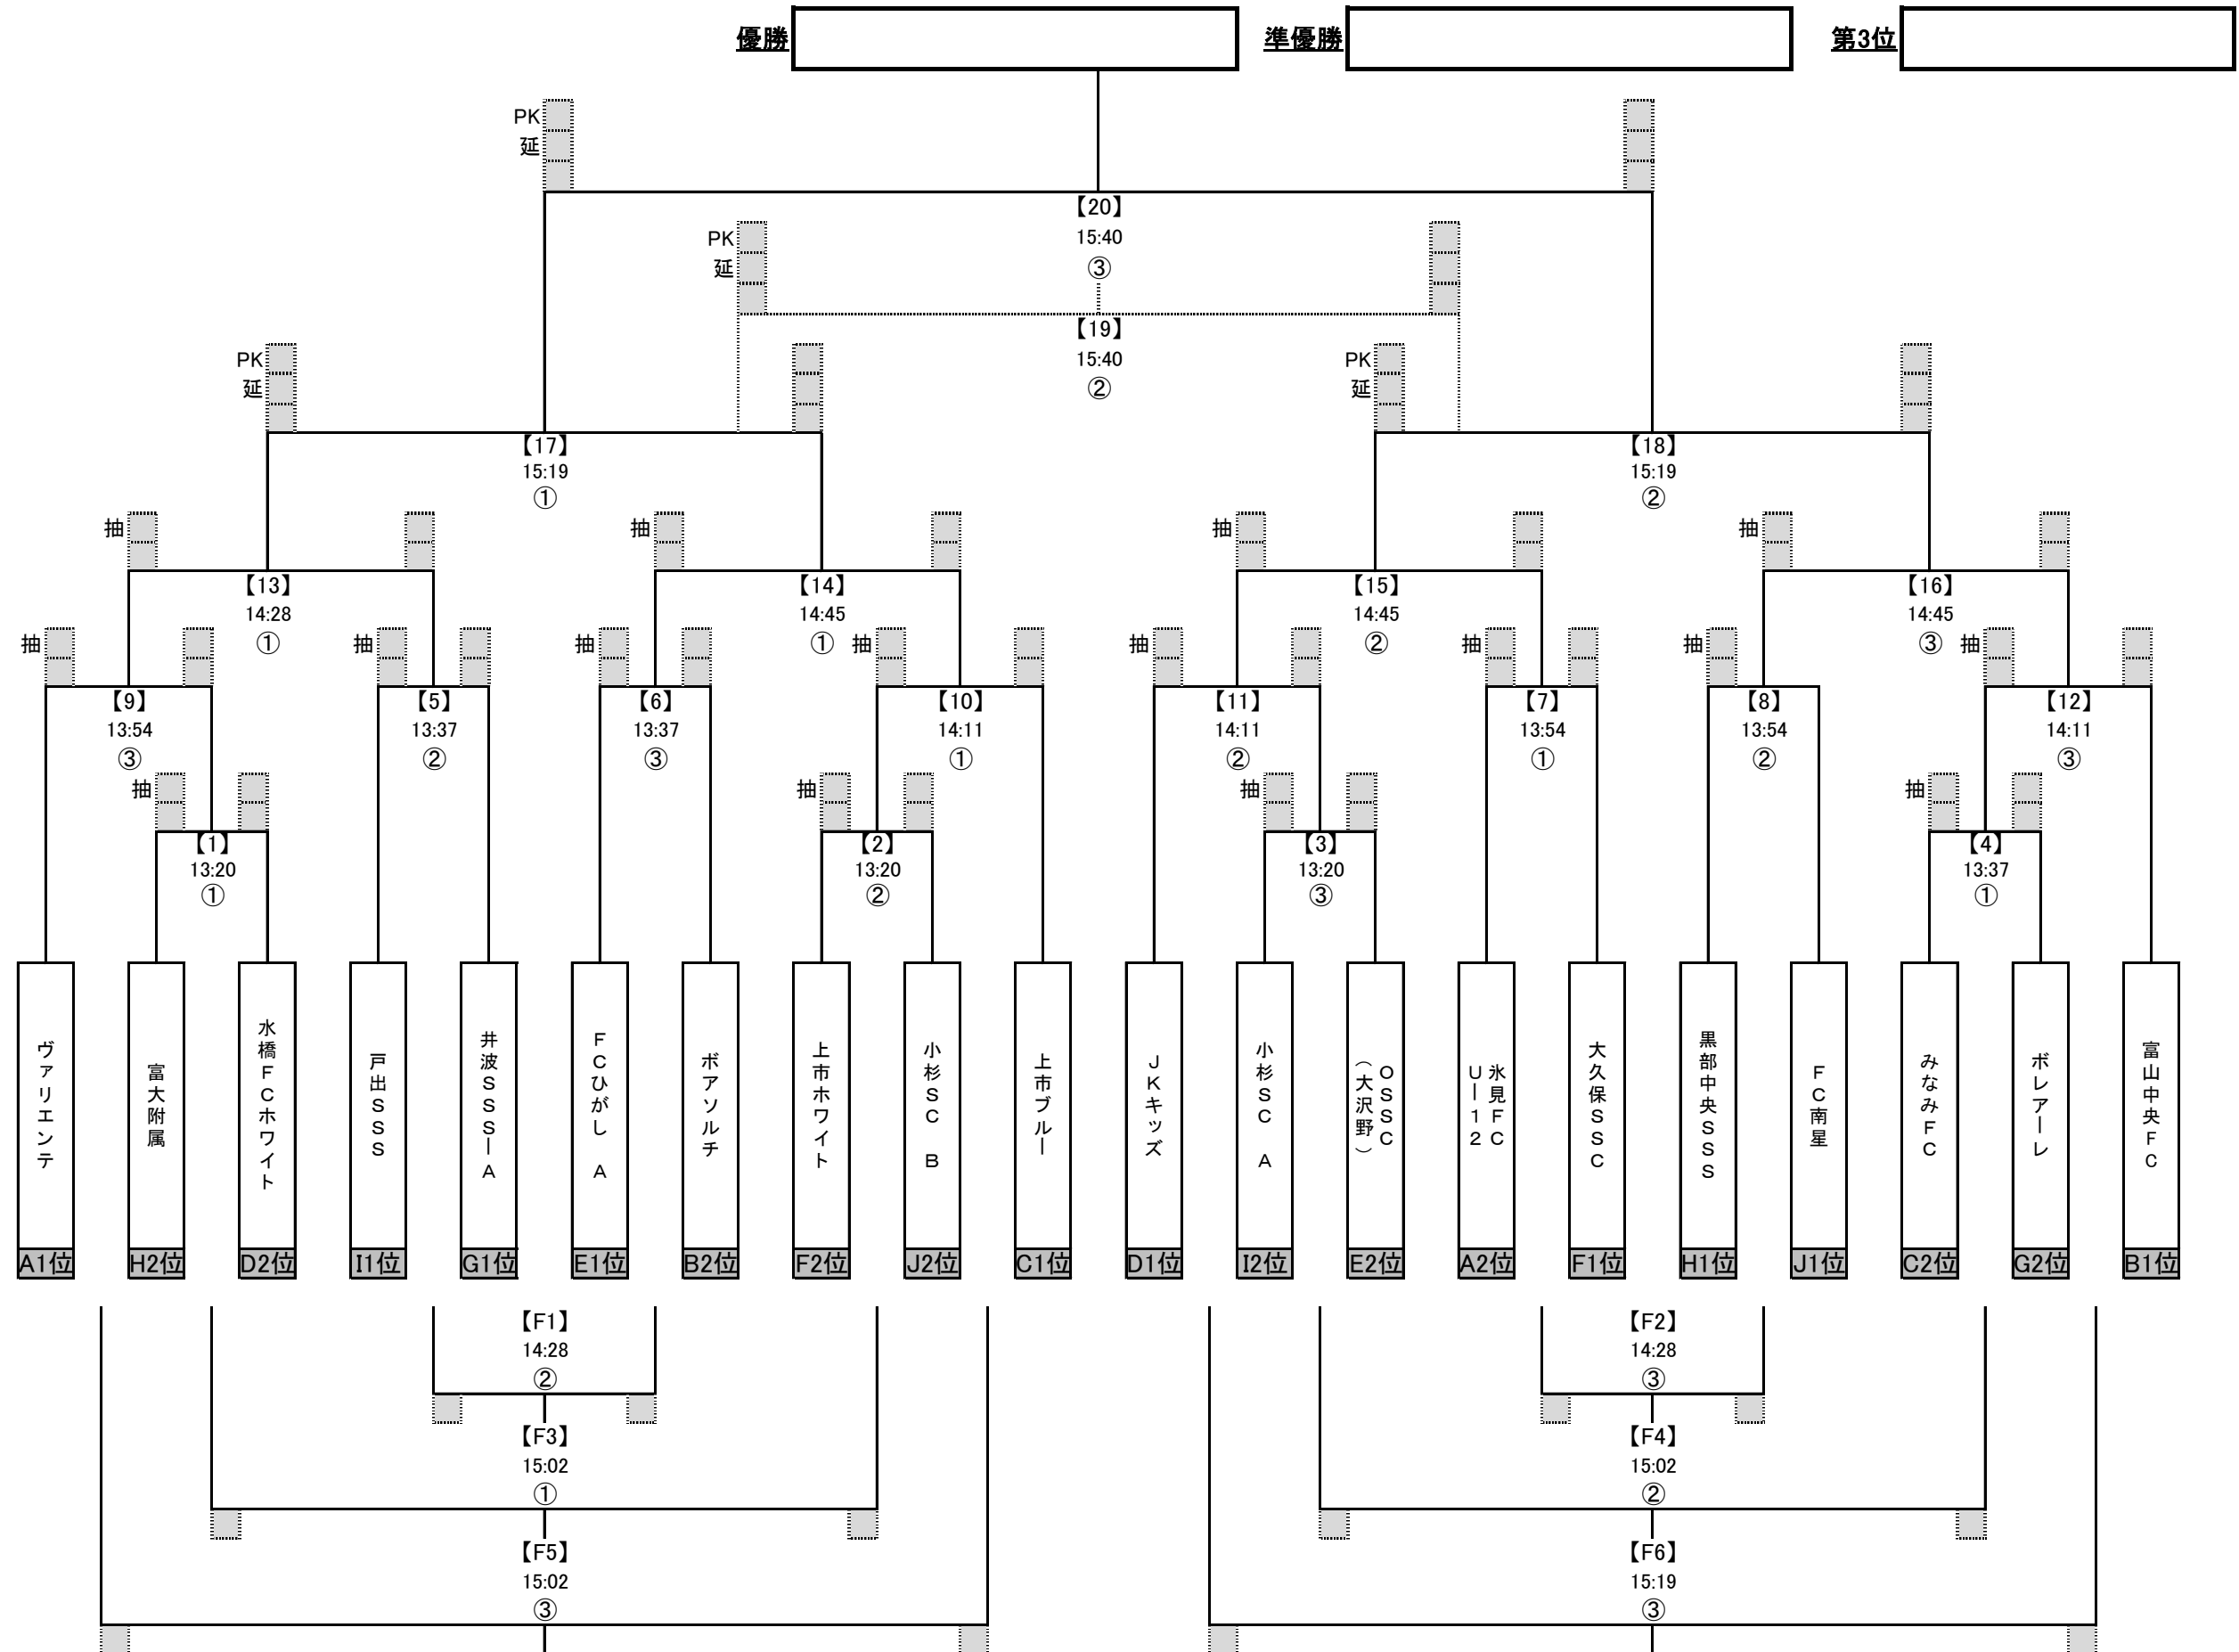 優勝 準優勝 第3位
PK
延
【20】
15:40
③
PK
延
【19】
15:40
②
PK
延
PK
延
【17】
15:19
①
【18】
15:19
②
抽 抽 抽 抽
【13】 【14】 【15】 【16】
14:28 14:45 14:45 14:45
① ① ② ③
抽 抽 抽 抽 抽 抽 抽 抽
【9】 【5】 【6】 【10】 【11】 【7】 【8】 【12】
13:54 13:37 13:37 14:11 14:11 13:54 13:54 14:11
③ ② ③ ① ② ① ② ③
抽 抽 抽 抽
【1】 【2】 【3】 【4】
13:20 13:20 13:20 13:37
① ② ③ ①
ヴァリエンテ
富大附属
水橋FCホワイト
戸出SSS
井波SSS-A
FCひがし A
ボアソルチ
上市ホワイト
小杉SC B
上市ブルー
JKキッズ
小杉SC A
OSSC
(大沢野)
氷見FC
U-12
大久保SSC
黒部中央SSS
FC南星
みなみFC
ボレアーレ
富山中央FC
A1位 H2位 D2位 I1位 G1位 E1位 B2位 F2位 J2位 C1位 D1位 I2位 E2位 A2位 F1位 H1位 J1位 C2位 G2位 B1位
【F1】 【F2】
14:28 14:28
② ③
【F3】 【F4】
15:02 15:02
① ②
【F5】 【F6】
15:02 15:19
③ ③